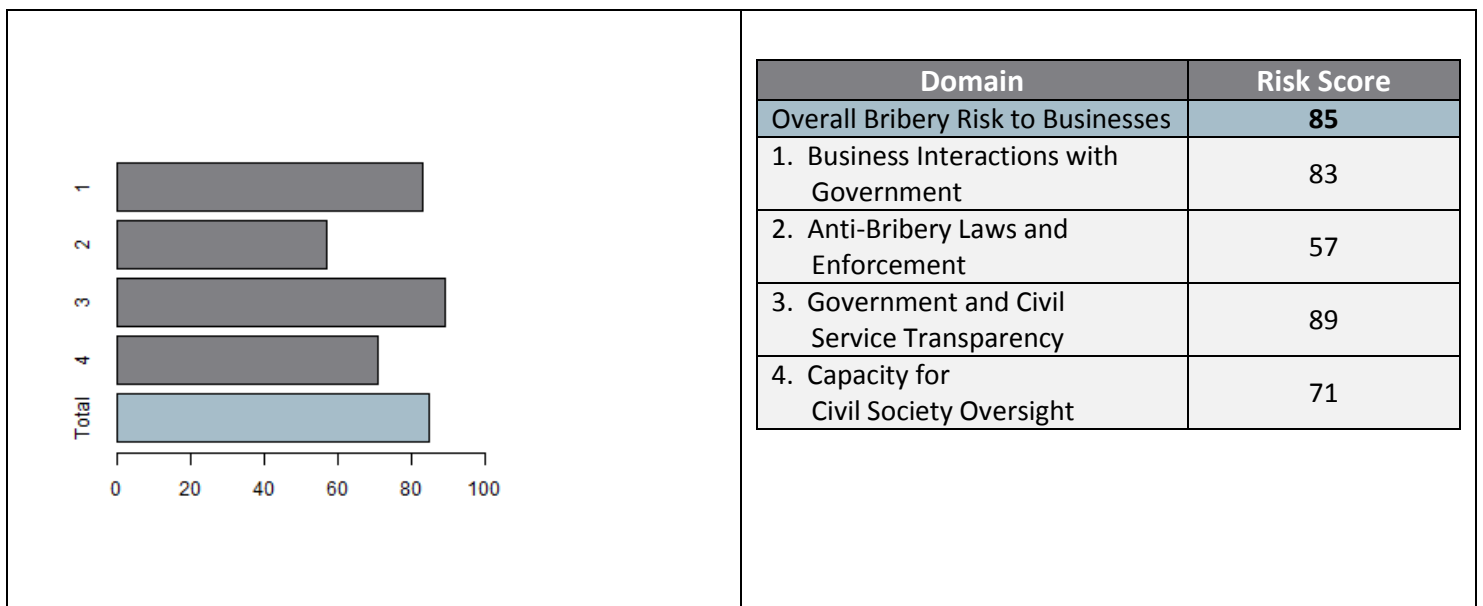 1
2
3
4
Total
0 20 40 60 80 100
Domain Risk Score
Overall Bribery Risk to Businesses 85
1. Business Interactions with
Government
83
2. Anti-Bribery Laws and
Enforcement
57
3. Government and Civil
Service Transparency
89
4. Capacity for
Civil Society Oversight
71